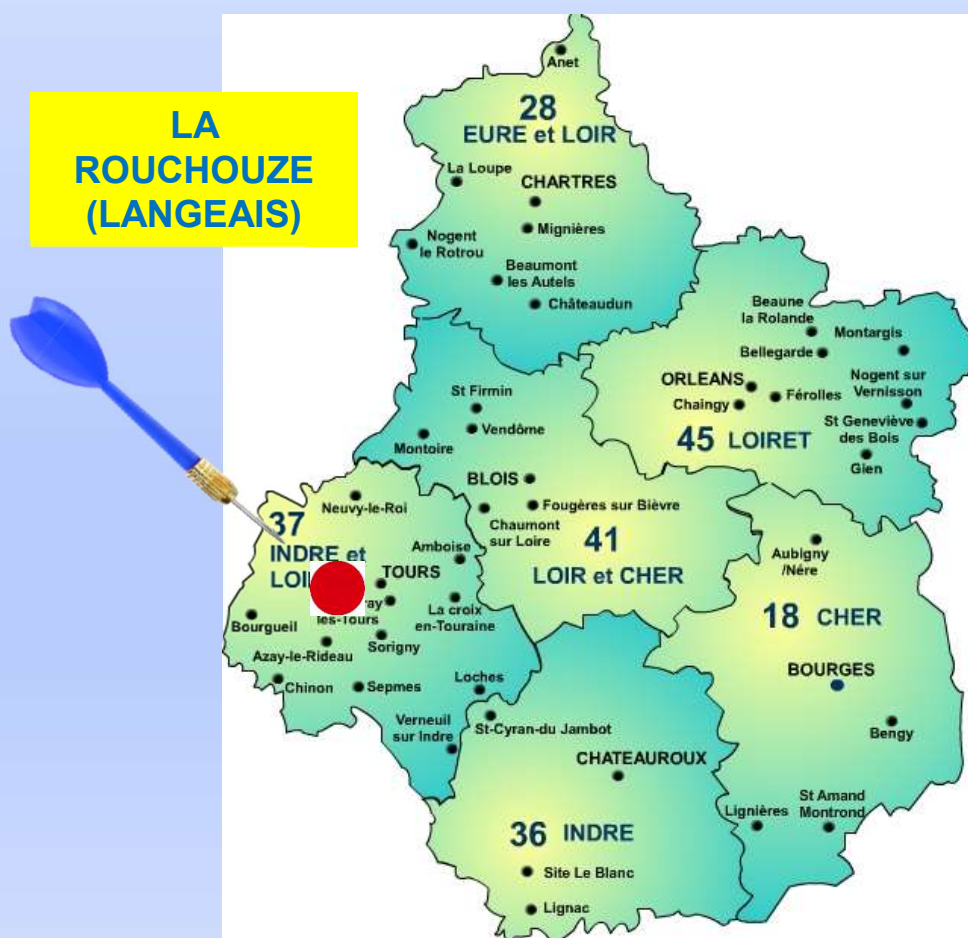 LA
ROUCHOUZE
(LANGEAIS)
Anet
28
EURE et LOIR
La Loupe
CHARTRES
Mignières
Nogent
le Rotrou
Beaumont
les Autels
Châteaudun
Beaune
la Rolande
Montargis
Bellegarde
ORLEANS
Chaingy
Férolles
Nogent sur
Vernisson
St Geneviève
des Bois
45 LOIRET
Gien
St Firmin
Vendôme
Montoire
BLOIS
Fougères sur Bièvre
Chaumont
sur Loire
41
LOIR et CHER
Neuvy-le-Roi
37
INDRE et
Amboise
TOURS
les-Tours
La croix
en-Touraine
Bourgueil
Sorigny
Azay-le-Rideau
Chinon
Sepmes
Loches
Verneuil
sur Indre
Aubigny
/Nére
18 CHER
BOURGES
Bengy
St Amand
Montrond
Lignières
St-Cyran-du Jambot
CHATEAUROUX
36 INDRE
Site Le Blanc
Lignac